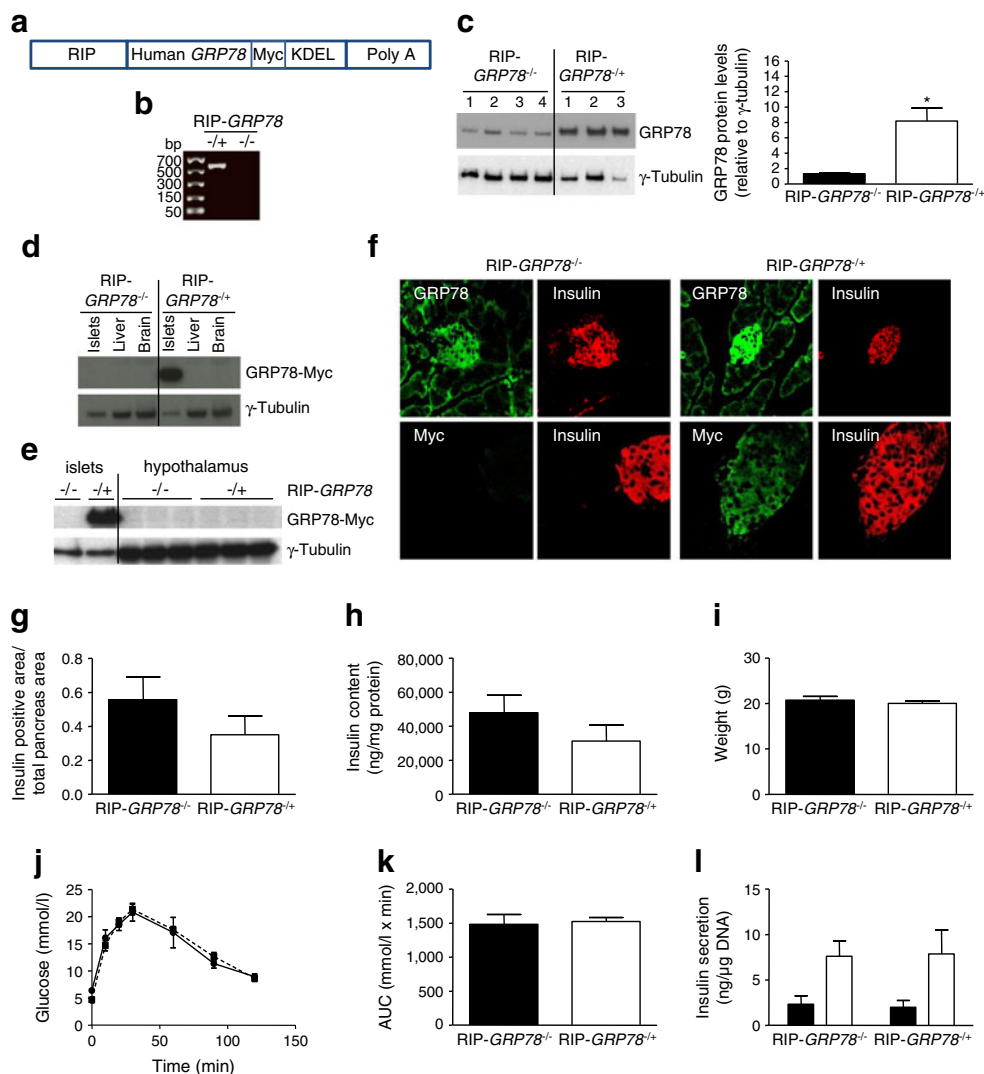 a
RIP Human GRP78 Myc KDEL Poly A
b
RIP-GRP78
bp -/+ -/-
700
500
300
150
50
c
RIP- RIP-
GRP78-/- GRP78-/+
1 2 3 4 1 2 3
GRP78
γ-Tubulin
GRP78 protein levels
(relative to γ-tubulin)
16
14
12
10
8
6
4
2
0
*
RIP-GRP78-/- RIP-GRP78-/+
d
RIP- RIP-
GRP78-/- GRP78-/+
Islets Liver Brain Islets Liver Brain
GRP78-Myc
γ-Tubulin
e
islets hypothalamus
-/- -/+ -/- -/+ RIP-GRP78
GRP78-Myc
γ-Tubulin
f
RIP-GRP78-/- RIP-GRP78-/+
GRP78 Insulin GRP78 Insulin
Myc Insulin Myc Insulin
g
Insulin positive area/
total pancreas area
0.8
0.6
0.4
0.2
0.0
RIP-GRP78-/- RIP-GRP78-/+
h
Insulin content
(ng/mg protein)
80,000
60,000
40,000
20,000
0
RIP-GRP78-/- RIP-GRP78-/+
i
Weight (g)
30
20
10
0
RIP-GRP78-/- RIP-GRP78-/+
j
Glucose (mmol/l)
25
20
15
10
5
0
0 50 100 150
Time (min)
k
AUC (mmol/l x min)
2,000
1,500
1,000
500
0
RIP-GRP78-/- RIP-GRP78-/+
l
Insulin secretion
(ng/µg DNA)
15
10
5
0
RIP-GRP78-/- RIP-GRP78-/+